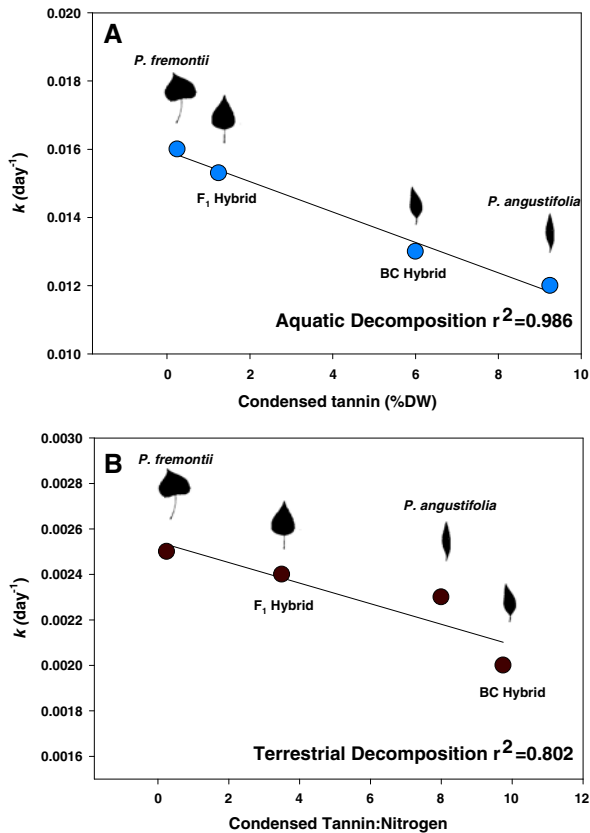 A
P. fremontii
F₁ Hybrid
BC Hybrid
P. angustifolia
Aquatic Decomposition r²=0.986
k (day⁻¹)
0.020
0.018
0.016
0.014
0.012
0.010
0 2 4 6 8 10
Condensed tannin (%DW)
B
P. fremontii
F₁ Hybrid
P. angustifolia
BC Hybrid
Terrestrial Decomposition r²=0.802
k (day⁻¹)
0.0030
0.0028
0.0026
0.0024
0.0022
0.0020
0.0018
0.0016
0 2 4 6 8 10 12
Condensed Tannin:Nitrogen